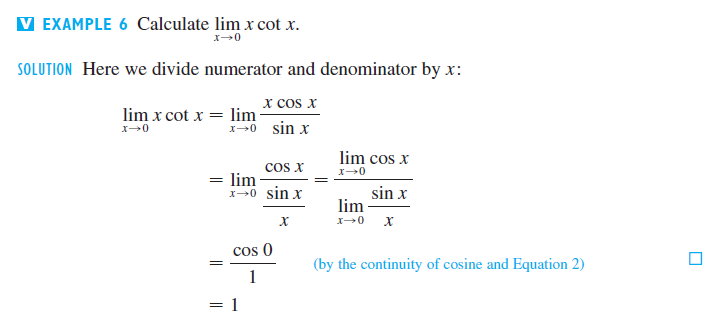 V EXAMPLE 6 Calculate lim x cot x.
x→0
SOLUTION Here we divide numerator and denominator by x:
lim x cot x = lim x cos x / sin x
x→0 x→0
= lim cos x / (sin x / x) = lim cos x / lim sin x / x
x→0 x→0 x→0
= cos 0 / 1 (by the continuity of cosine and Equation 2)
= 1